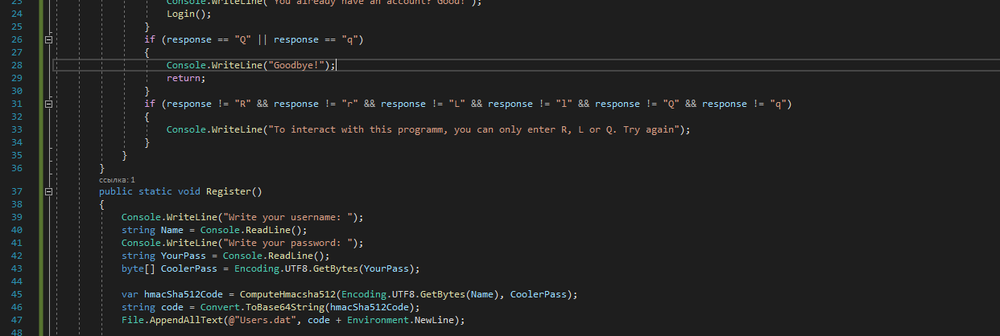 23 Console.WriteLine("You already have an account? Good!");
24 Login();
25 }
26 if (response == "Q" || response == "q")
27 {
28 Console.WriteLine("Goodbye!");
29 return;
30 }
31 if (response != "R" && response != "r" && response != "L" && response != "l" && response != "Q" && response != "q")
32 {
33 Console.WriteLine("To interact with this programm, you can only enter R, L or Q. Try again");
34 }
35 }
36 }
ссылка: 1
37 public static void Register()
38 {
39 Console.WriteLine("Write your username: ");
40 string Name = Console.ReadLine();
41 Console.WriteLine("Write your password: ");
42 string YourPass = Console.ReadLine();
43 byte[] CoolerPass = Encoding.UTF8.GetBytes(YourPass);
44
45 var hmacSha512Code = ComputeHmacsha512(Encoding.UTF8.GetBytes(Name), CoolerPass);
46 string code = Convert.ToBase64String(hmacSha512Code);
47 File.AppendAllText(@"Users.dat", code + Environment.NewLine);
48